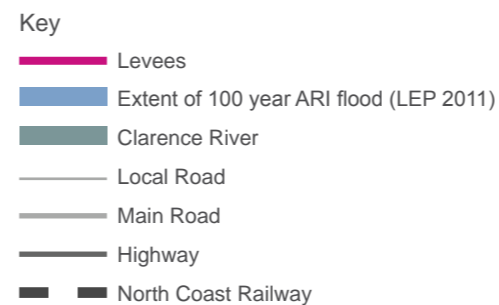 Key
Levees
Extent of 100 year ARI flood (LEP 2011)
Clarence River
Local Road
Main Road
Highway
North Coast Railway